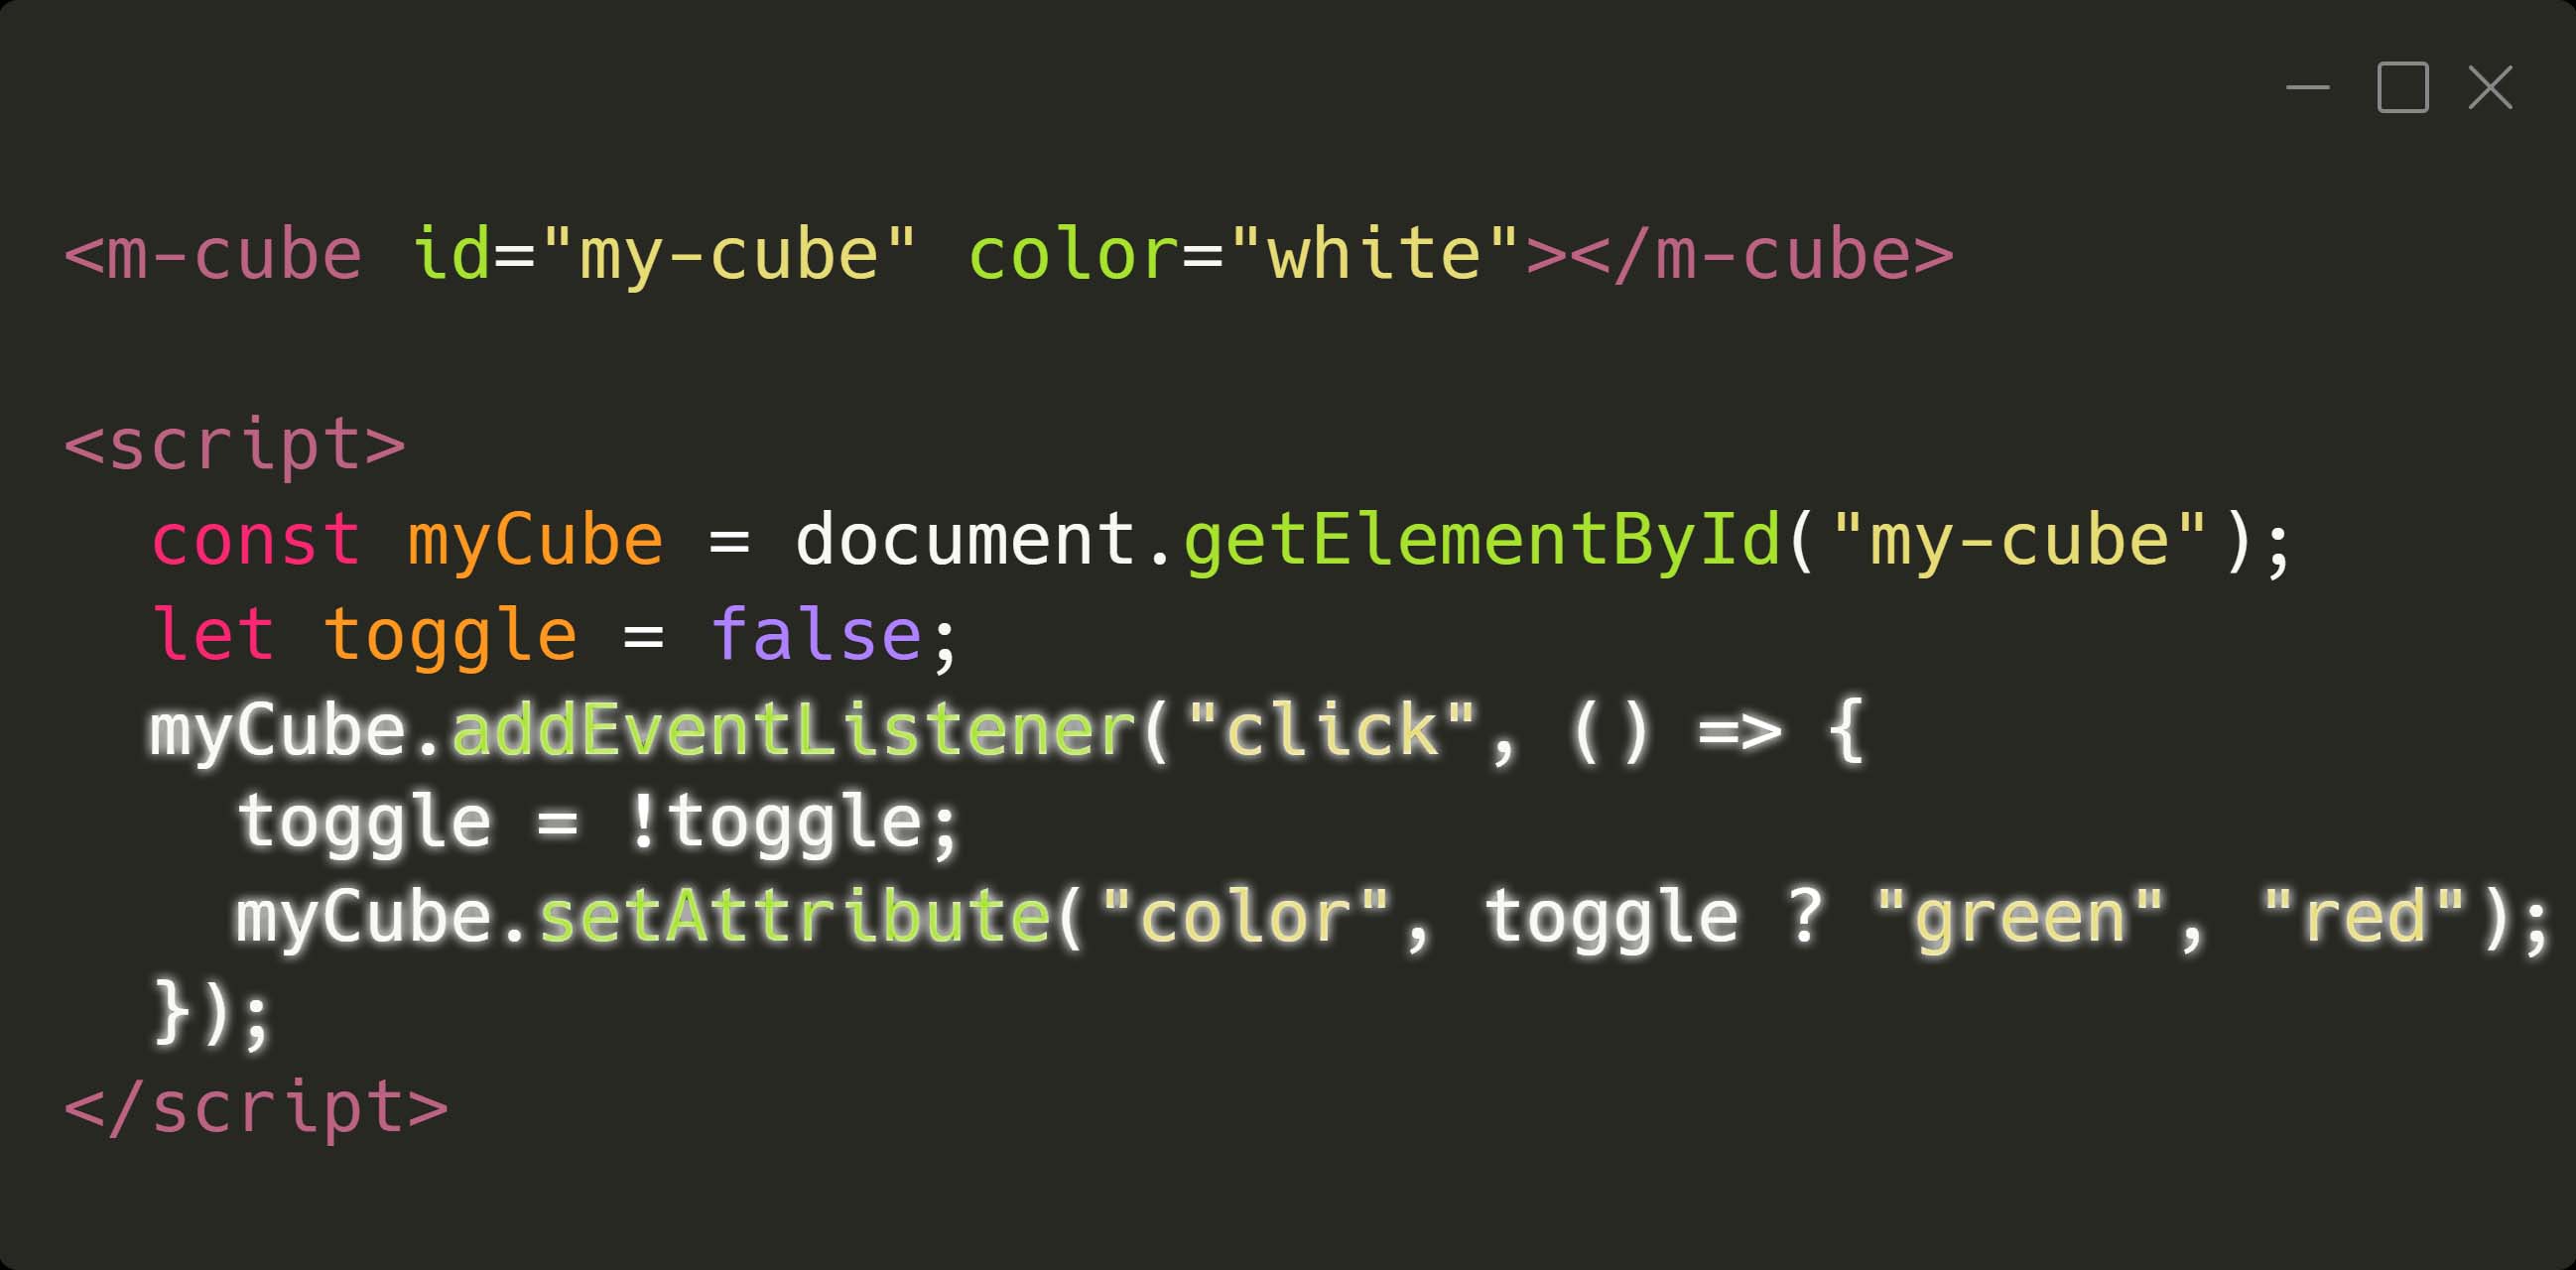 <m-cube id="my-cube" color="white"></m-cube>
<script>
  const myCube = document.getElementById("my-cube");
  let toggle = false;
  myCube.addEventListener("click", () => {
    toggle = !toggle;
    myCube.setAttribute("color", toggle ? "green", "red");
  });
</script>